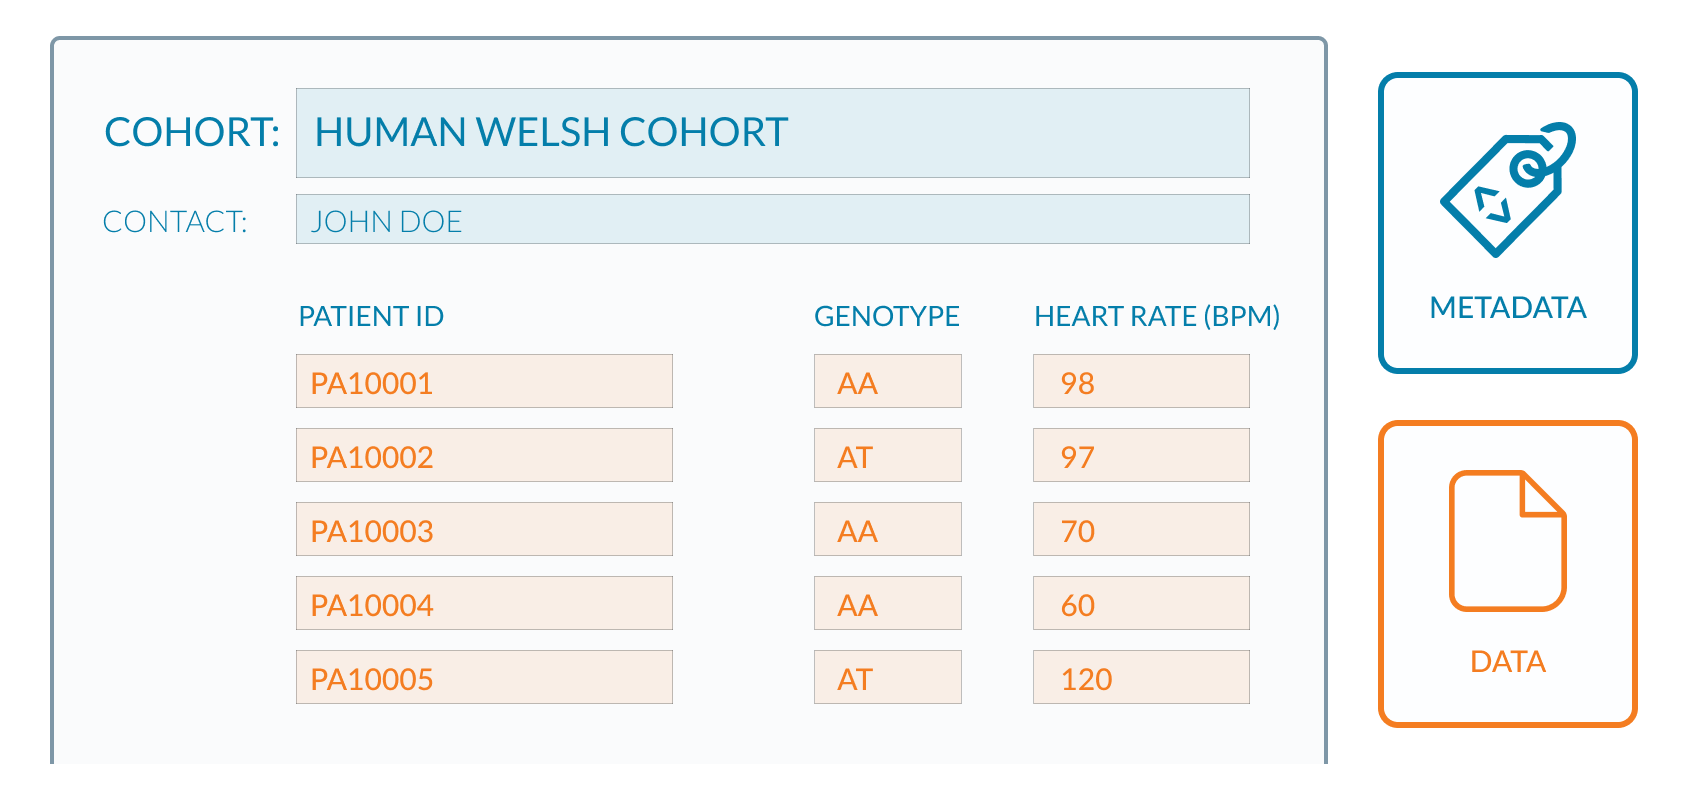 COHORT: HUMAN WELSH COHORT
CONTACT: JOHN DOE
PATIENT ID GENOTYPE HEART RATE (BPM)
PA10001 AA 98
PA10002 AT 97
PA10003 AA 70
PA10004 AA 60
PA10005 AT 120
METADATA
DATA